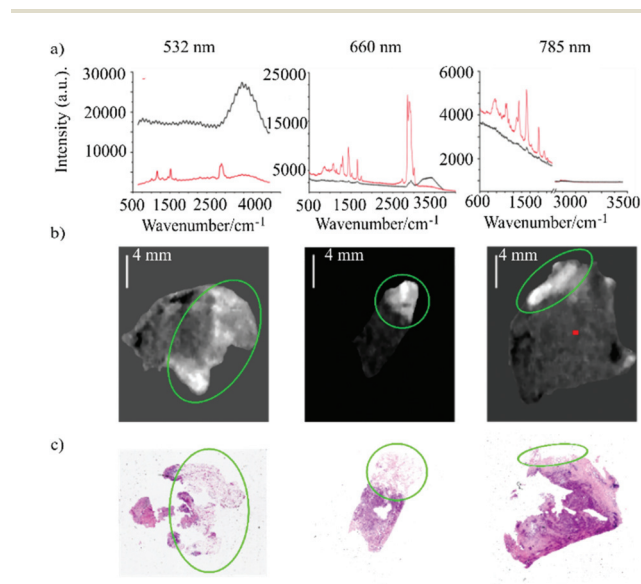 a)
532 nm
660 nm
785 nm
Intensity (a.u.)
30000
20000
10000
500 1500 2500 4000
Wavenumber/cm-1
25000
15000
5000
500 1500 2500 3500
Wavenumber/cm-1
6000
4000
2000
600 1500 3000 3500
Wavenumber/cm-1
b)
4 mm
4 mm
4 mm
c)